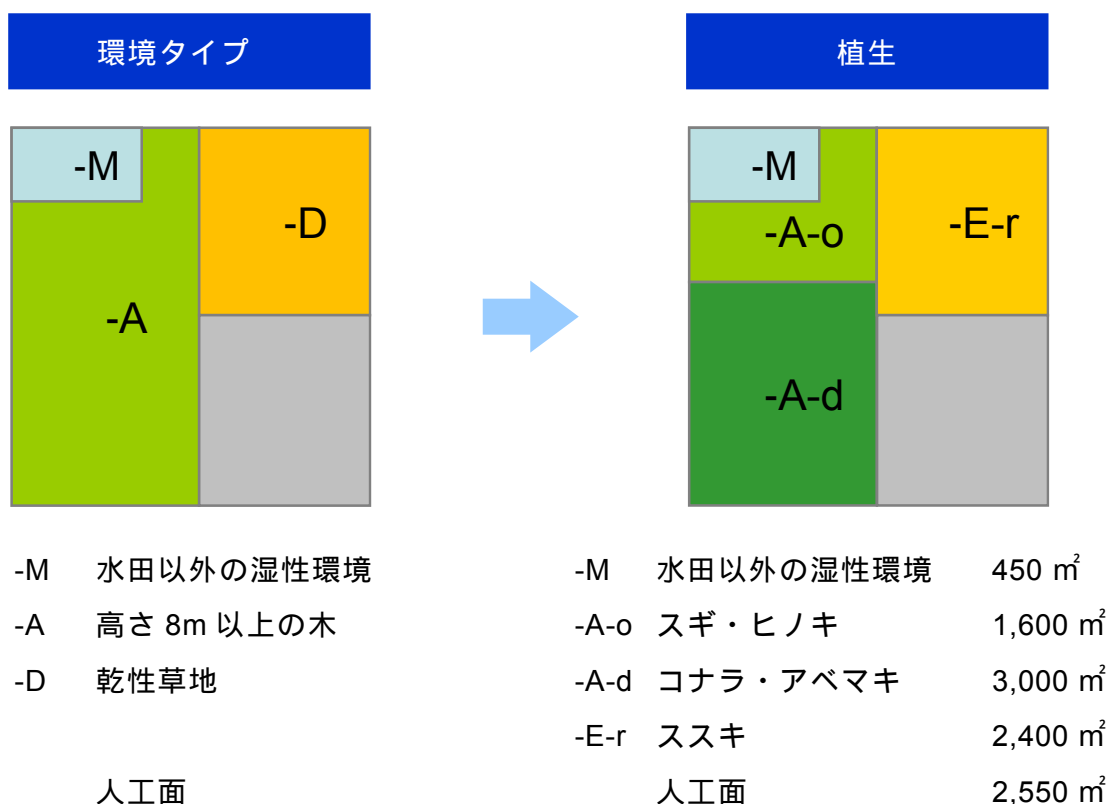 環境タイプ
植生
-M
-D
-A
-M
-A-o
-E-r
-A-d
-M 水田以外の湿性環境
-A 高さ 8m 以上の木
-D 乾性草地
人工面
-M 水田以外の湿性環境 450 ㎡
-A-o スギ・ヒノキ 1,600 ㎡
-A-d コナラ・アベマキ 3,000 ㎡
-E-r ススキ 2,400 ㎡
人工面 2,550 ㎡